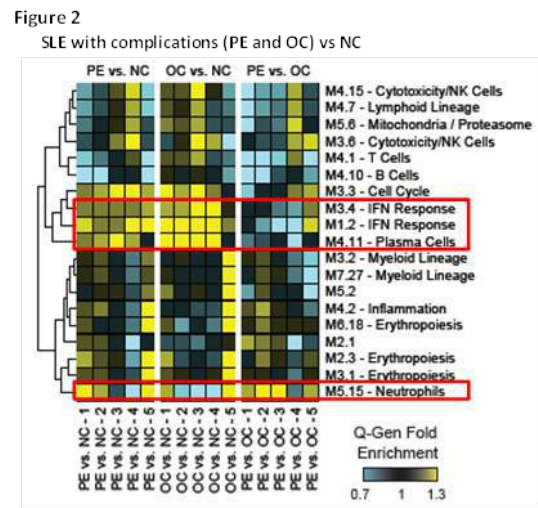 Figure 2
SLE with complications (PE and OC) vs NC
PE vs. NC OC vs. NC PE vs. OC
M4.15 - Cytotoxicity/NK Cells
M4.7 - Lymphoid Lineage
M5.6 - Mitochondria / Proteasome
M3.6 - Cytotoxicity/NK Cells
M4.1 - T Cells
M4.10 - B Cells
M3.3 - Cell Cycle
M3.4 - IFN Response
M1.2 - IFN Response
M4.11 - Plasma Cells
M3.2 - Myeloid Lineage
M7.27 - Myeloid Lineage
M5.2
M4.2 - Inflammation
M6.18 - Erythropoiesis
M2.1
M2.3 - Erythropoiesis
M3.1 - Erythropoiesis
M5.15 - Neutrophils
PE vs. NC - 1
PE vs. NC - 2
PE vs. NC - 3
PE vs. NC - 4
PE vs. NC - 5
OC vs. NC - 1
OC vs. NC - 2
OC vs. NC - 3
OC vs. NC - 4
OC vs. NC - 5
PE vs. OC - 1
PE vs. OC - 2
PE vs. OC - 3
PE vs. OC - 4
PE vs. OC - 5
Q-Gen Fold
Enrichment
0.7 1 1.3